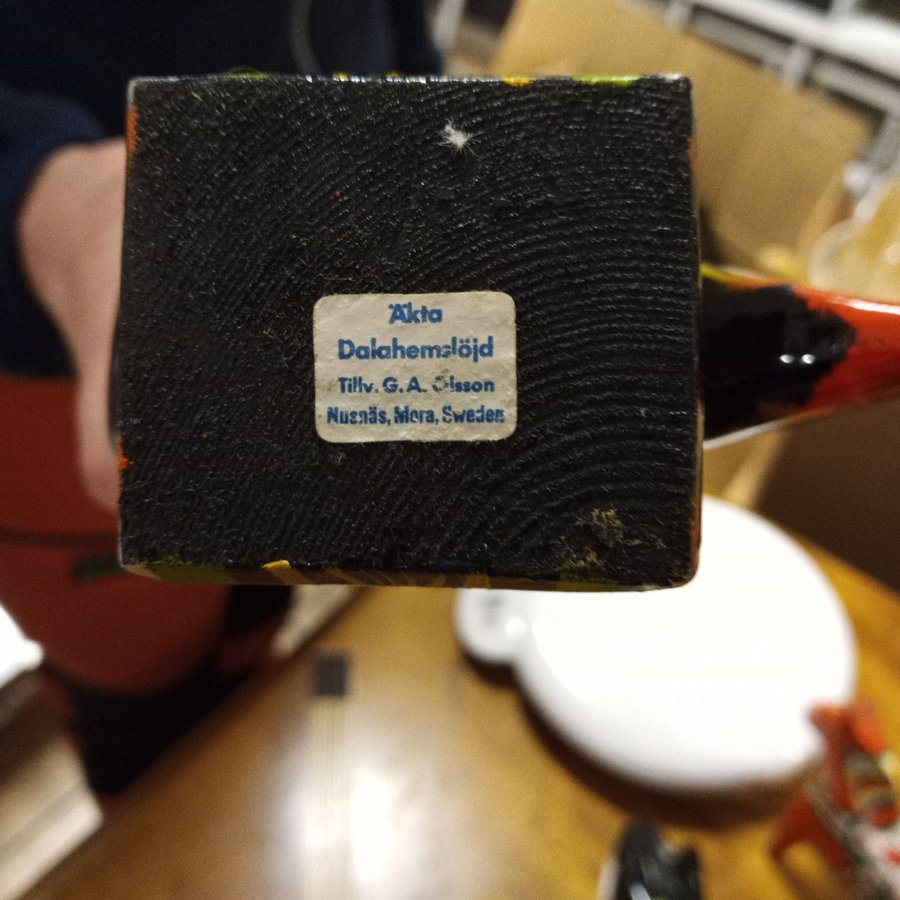 Äkta
Dalahemslöjd
Tillv. G. A. Olsson
Nusnäs, Mora, Sweden